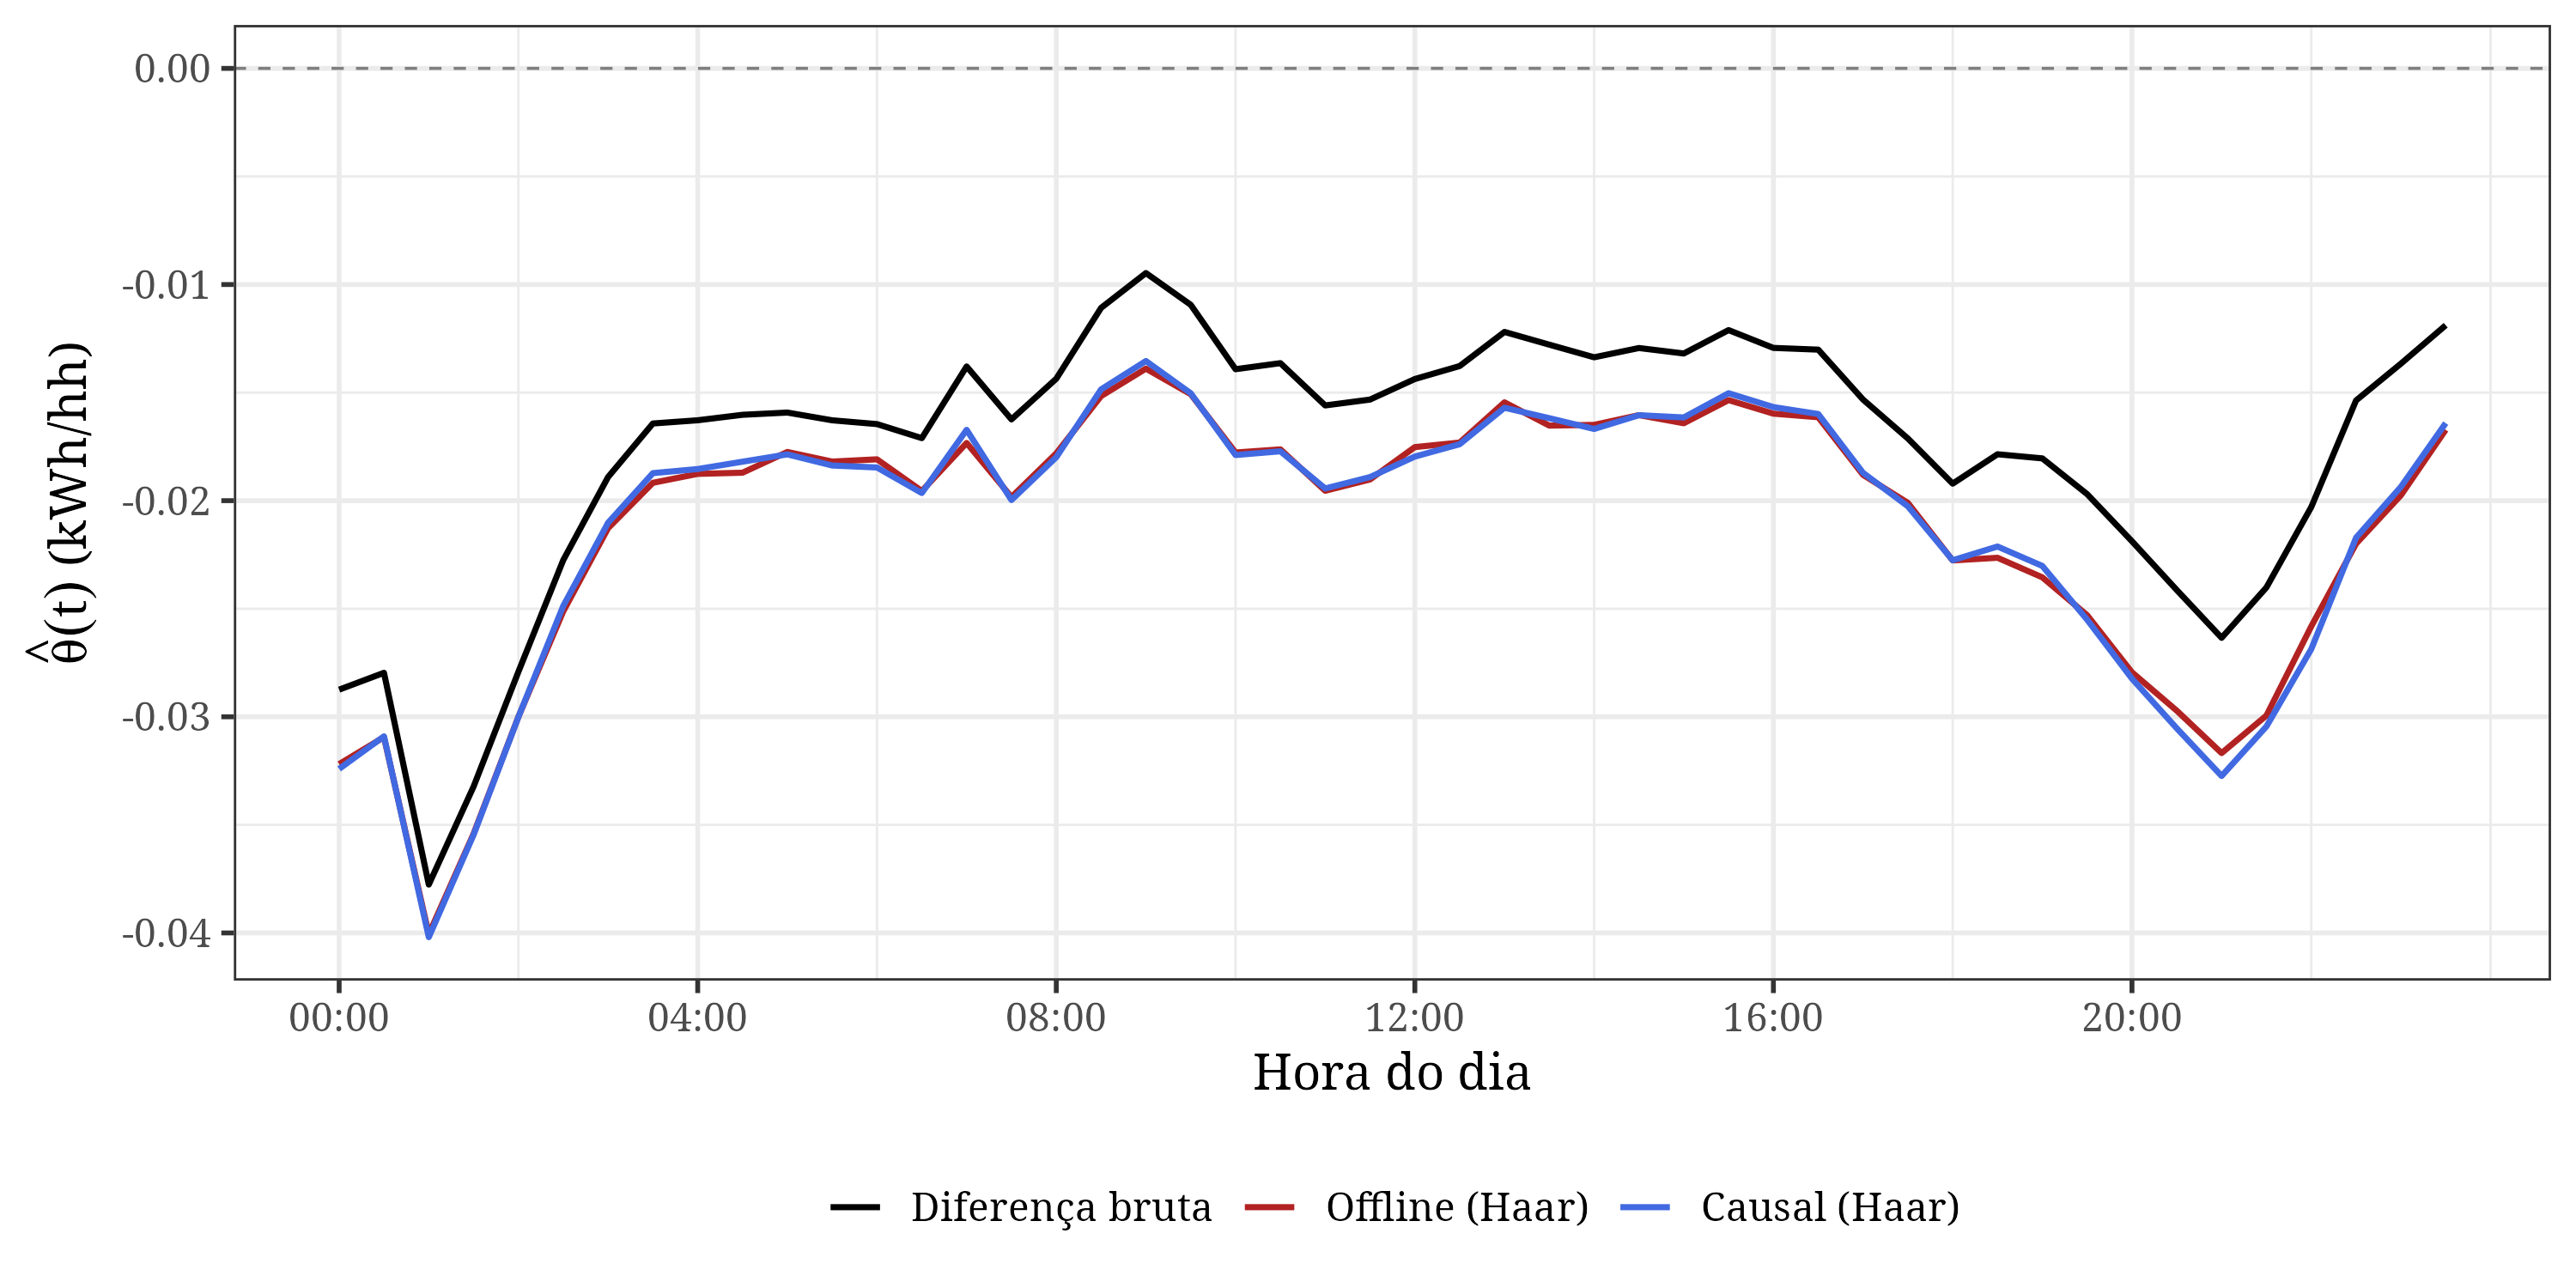 θ̂(t) (kWh/hh)
0.00
-0.01
-0.02
-0.03
-0.04
00:00 04:00 08:00 12:00 16:00 20:00
Hora do dia
Diferença bruta Offline (Haar) Causal (Haar)